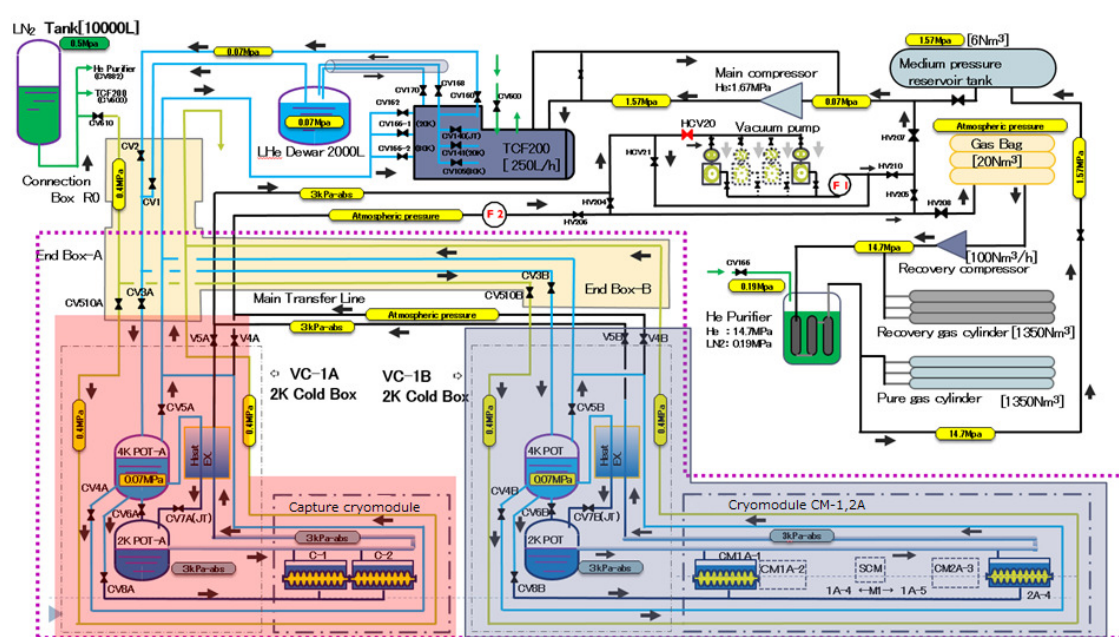 LN2 Tank[10000L]
0.5Mpa
He Purifier
(CV802)
TCF200
(CV600)
CV510
0.07Mpa
CV170
CV168
CV160
CV600
CV162
CV2
CV1
0.4MPa
Connection
Box R0
0.07MPa
LHe Dewar 2000L
TCF200
[250L/h]
1.57Mpa
Main compressor
He:1.67MPa
0.07Mpa
1.57Mpa
[6Nm³]
Medium pressure
reservoir tank
HCV20
Vacuum pump
HCV21
HV207
HV210
F 1
HV205
Atmospheric pressure
Gas Bag
[20Nm³]
1.57Mpa
3kPa-abs
HV204
Atmospheric pressure
F 2
HV206
HV208
14.7Mpa
[100Nm³/h]
Recovery compressor
CV166
0.19Mpa
He Purifier
He : 14.7MPa
LN2: 0.19MPa
Recovery gas cylinder [1350Nm³]
Pure gas cylinder [1350Nm³]
14.7Mpa
End Box-A
CV510A
CV3A
Main Transfer Line
CV3B
CV510B
End Box-B
Atmospheric pressure
3kPa-abs
V5A
V4A
V5B
V4B
⇦ VC-1A
2K Cold Box
VC-1B ⇨
2K Cold Box
0.4MPa
CV5A
0.4MPa
0.4MPa
CV5B
0.4MPa
4K POT-A
Heat
EX
0.07MPa
CV4A
CV6A
CV7A(JT)
2K POT-A
3kPa-abs
CV8A
Capture cryomodule
3kPa-abs
C-1
C-2
4K POT
Heat
EX
0.07MPa
CV4B
CV6B
CV7B(JT)
2K POT
3kPa-abs
CV8B
Cryomodule CM-1,2A
3kPa-abs
CM1A-1
CM1A-2
SCM
CM2A-3
1A-4 ←M1→ 1A-5
2A-4